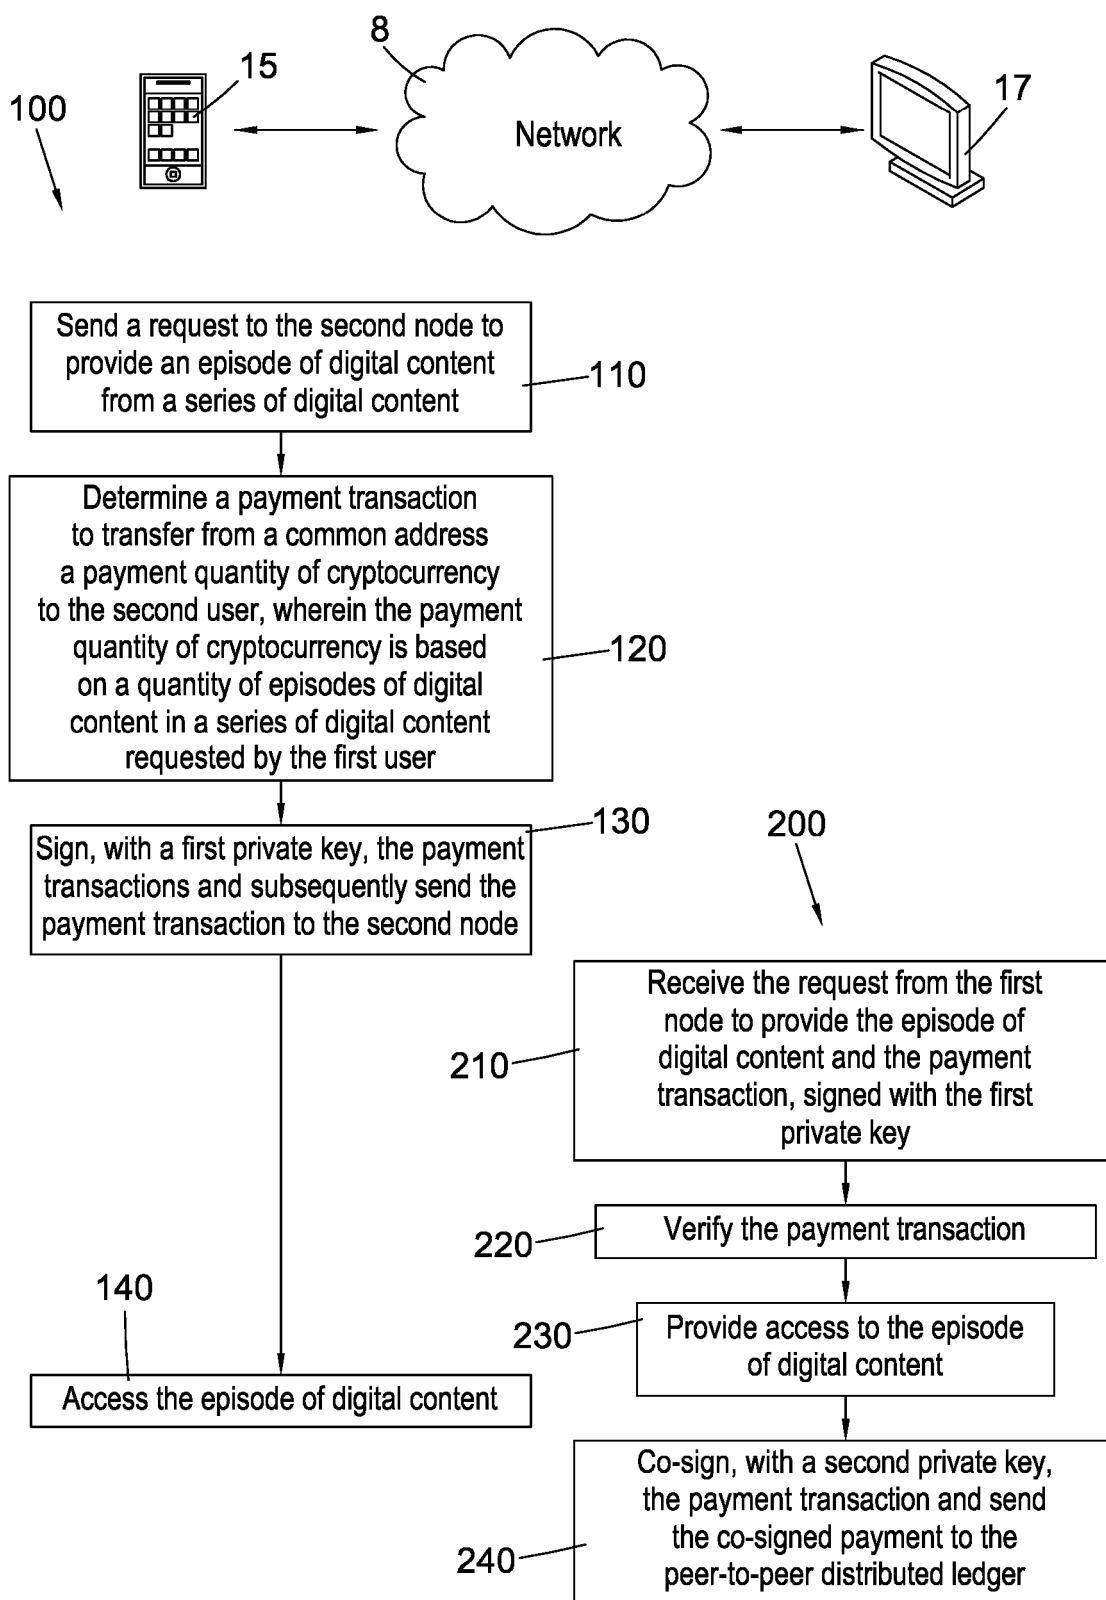 8
15
17
100
Network
Send a request to the second node to
provide an episode of digital content
from a series of digital content
110
Determine a payment transaction
to transfer from a common address
a payment quantity of cryptocurrency
to the second user, wherein the payment
quantity of cryptocurrency is based
on a quantity of episodes of digital
content in a series of digital content
requested by the first user
120
130
Sign, with a first private key, the payment
transactions and subsequently send the
payment transaction to the second node
200
Receive the request from the first
node to provide the episode of
digital content and the payment
transaction, signed with the first
private key
210
Verify the payment transaction
220
Provide access to the episode
of digital content
230
140
Access the episode of digital content
Co-sign, with a second private key,
the payment transaction and send
the co-signed payment to the
peer-to-peer distributed ledger
240